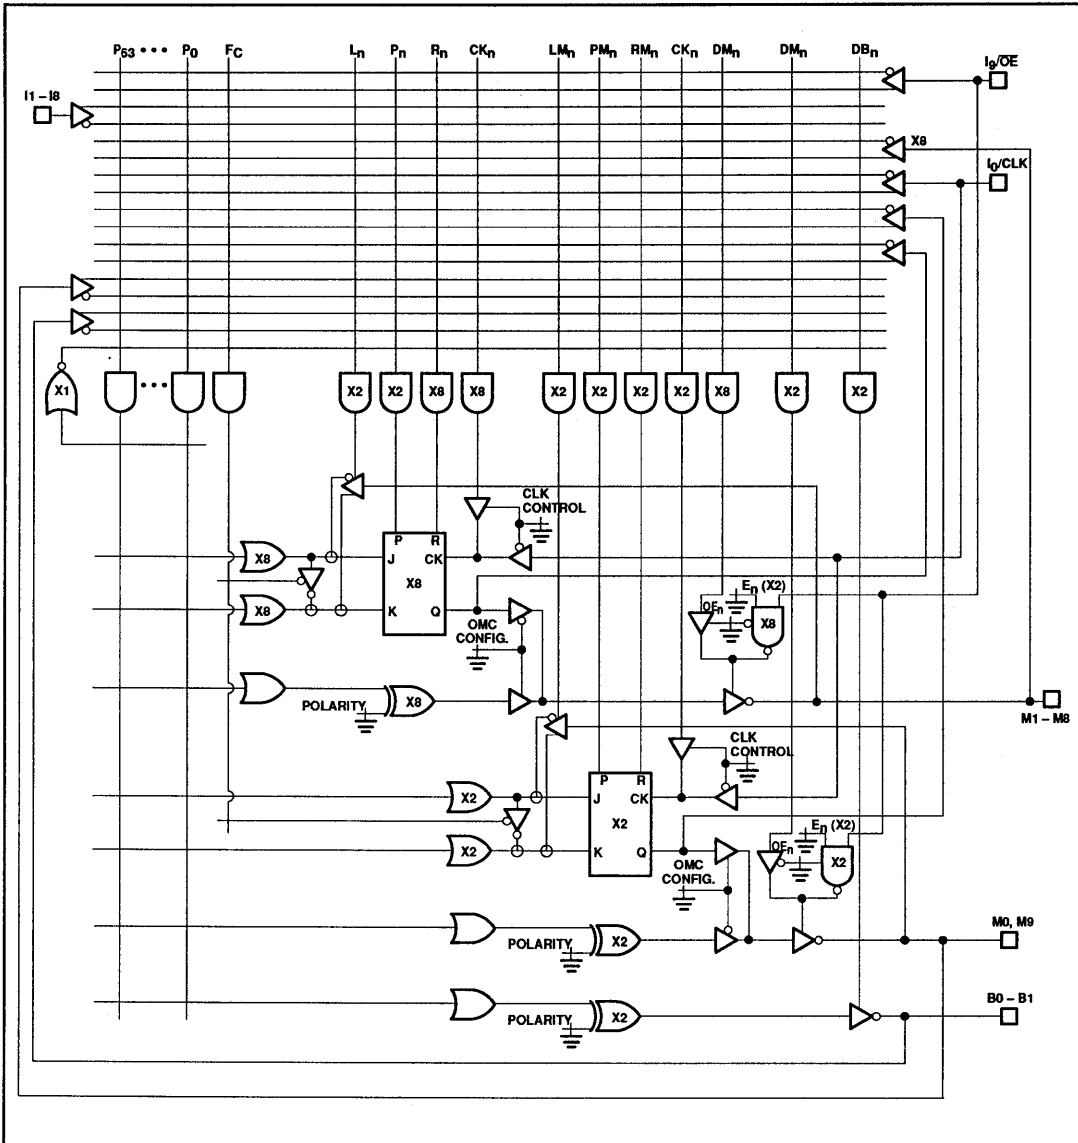 P63 ••• P0 FC Ln Pn Rn CKn LMn PMn RMn CKn DMn DMn DBn
I9/OE
I1 – I8
X8
I0/CLK
X1 ••• X2 X2 X8 X8 X2 X2 X2 X2 X8 X2 X2
CLK
CONTROL
P R
X8 J CK
X8
En (X2)
OFn
X8
X8 K Q
OMC
CONFIG.
POLARITY X8
M1 – M8
CLK
CONTROL
P R
X2 J CK
X2
En (X2)
OFn
X2
X2 K Q
OMC
CONFIG.
M0, M9
POLARITY X2
B0 – B1
POLARITY X2